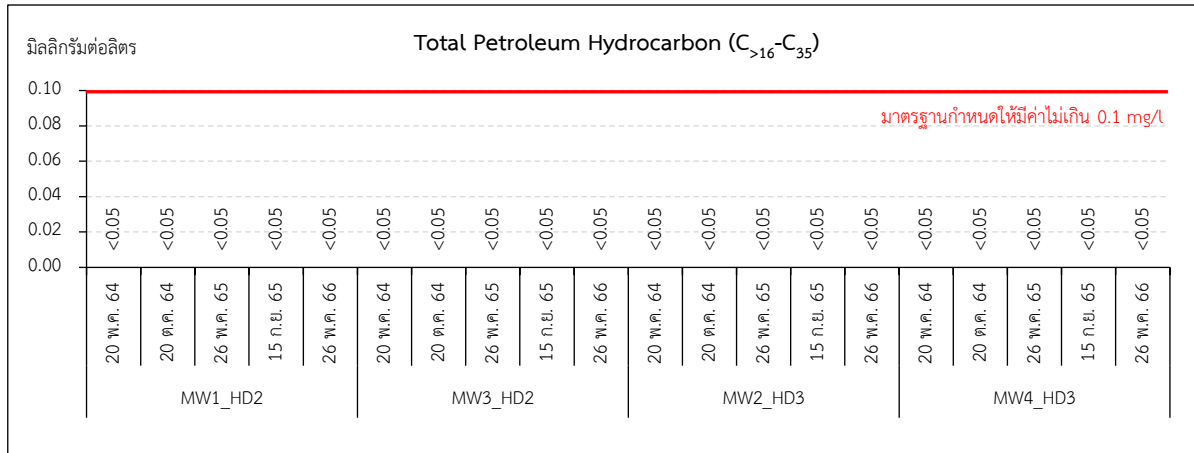 มิลลิกรัมต่อลิตร
Total Petroleum Hydrocarbon (C>16-C35)
0.10
มาตรฐานกำหนดให้มีค่าไม่เกิน 0.1 mg/l
0.08
0.06
0.04
0.02
0.00
<0.05 <0.05 <0.05 <0.05 <0.05 <0.05 <0.05 <0.05 <0.05 <0.05 <0.05 <0.05 <0.05 <0.05 <0.05 <0.05 <0.05 <0.05 <0.05 <0.05
20 พ.ค. 64 20 ต.ค. 64 26 พ.ค. 65 15 ก.ย. 65 26 พ.ค. 66 20 พ.ค. 64 20 ต.ค. 64 26 พ.ค. 65 15 ก.ย. 65 26 พ.ค. 66 20 พ.ค. 64 20 ต.ค. 64 26 พ.ค. 65 15 ก.ย. 65 26 พ.ค. 66 20 พ.ค. 64 20 ต.ค. 64 26 พ.ค. 65 15 ก.ย. 65 26 พ.ค. 66
MW1_HD2 MW3_HD2 MW2_HD3 MW4_HD3